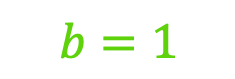 b = 1